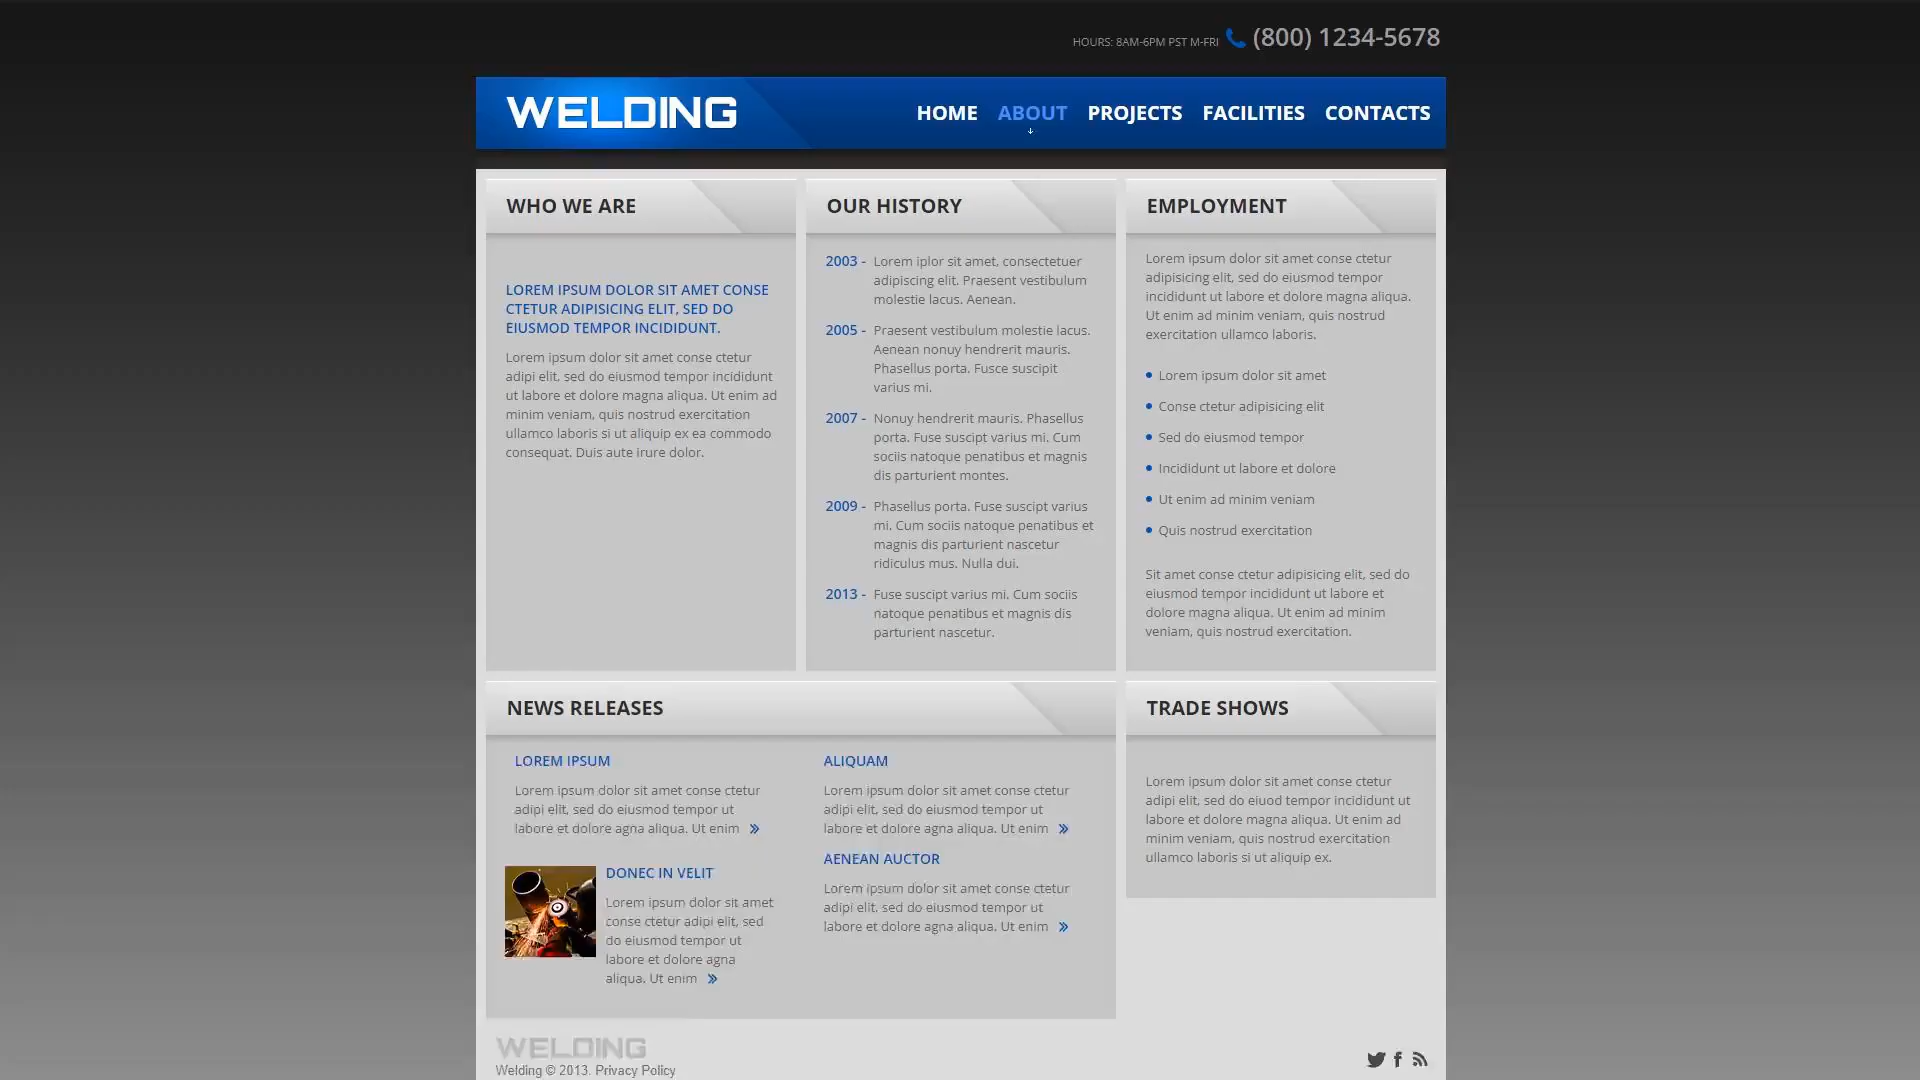 HOURS: 8AM-6PM PST M-FRI (800) 1234-5678
WELDING
HOME ABOUT PROJECTS FACILITIES CONTACTS
WHO WE ARE
LOREM IPSUM DOLOR SIT AMET CONSE
CTETUR ADIPISICING ELIT, SED DO
EIUSMOD TEMPOR INCIDIDUNT.
Lorem ipsum dolor sit amet conse ctetur
adipi elit, sed do eiusmod tempor incididunt
ut labore et dolore magna aliqua. Ut enim ad
minim veniam, quis nostrud exercitation
ullamco laboris si ut aliquip ex ea commodo
consequat. Duis aute irure dolor.
OUR HISTORY
2003 - Lorem iplor sit amet, consectetuer
adipiscing elit. Praesent vestibulum
molestie lacus. Aenean.
2005 - Praesent vestibulum molestie lacus.
Aenean nonuy hendrerit mauris.
Phasellus porta. Fusce suscipit
varius mi.
2007 - Nonuy hendrerit mauris. Phasellus
porta. Fuse suscipt varius mi. Cum
sociis natoque penatibus et magnis
dis parturient montes.
2009 - Phasellus porta. Fuse suscipt varius
mi. Cum sociis natoque penatibus et
magnis dis parturient nascetur
ridiculus mus. Nulla dui.
2013 - Fuse suscipt varius mi. Cum sociis
natoque penatibus et magnis dis
parturient nascetur.
EMPLOYMENT
Lorem ipsum dolor sit amet conse ctetur
adipisicing elit, sed do eiusmod tempor
incididunt ut labore et dolore magna aliqua.
Ut enim ad minim veniam, quis nostrud
exercitation ullamco laboris.
Lorem ipsum dolor sit amet
Conse ctetur adipisicing elit
Sed do eiusmod tempor
Incididunt ut labore et dolore
Ut enim ad minim veniam
Quis nostrud exercitation
Sit amet conse ctetur adipisicing elit, sed do
eiusmod tempor incididunt ut labore et
dolore magna aliqua. Ut enim ad minim
veniam, quis nostrud exercitation.
NEWS RELEASES
LOREM IPSUM
Lorem ipsum dolor sit amet conse ctetur
adipi elit, sed do eiusmod tempor ut
labore et dolore agna aliqua. Ut enim
DONEC IN VELIT
Lorem ipsum dolor sit amet
conse ctetur adipi elit, sed
do eiusmod tempor ut
labore et dolore agna
aliqua. Ut enim
ALIQUAM
Lorem ipsum dolor sit amet conse ctetur
adipi elit, sed do eiusmod tempor ut
labore et dolore agna aliqua. Ut enim
AENEAN AUCTOR
Lorem ipsum dolor sit amet conse ctetur
adipi elit, sed do eiusmod tempor ut
labore et dolore agna aliqua. Ut enim
TRADE SHOWS
Lorem ipsum dolor sit amet conse ctetur
adipi elit, sed do eiuod tempor incididunt ut
labore et dolore magna aliqua. Ut enim ad
minim veniam, quis nostrud exercitation
ullamco laboris si ut aliquip ex.
WELDING
Welding © 2013. Privacy Policy